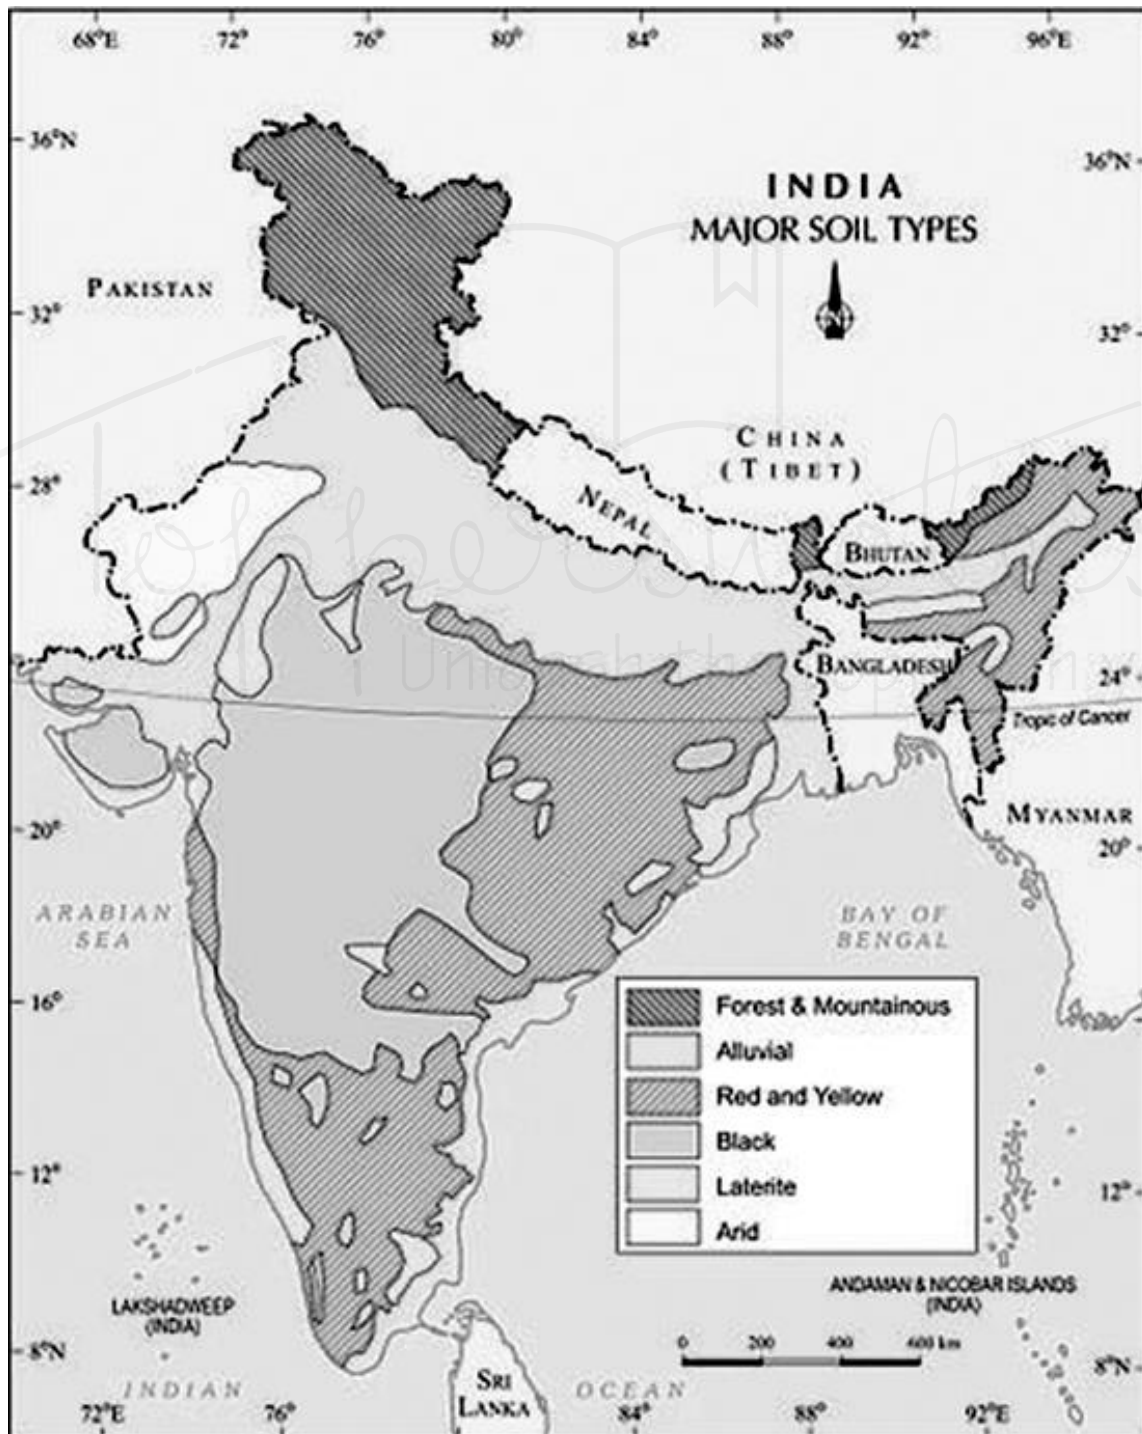 68°E 72° 76° 80° 84° 88° 92° 96°E
36°N
36°N
INDIA
MAJOR SOIL TYPES
PAKISTAN
N
32°
32°
CHINA
(TIBET)
28°
NEPAL
BHUTAN
BANGLADESH
24°
24°
Tropic of Cancer
MYANMAR
20°
20°
ARABIAN
SEA
BAY OF
BENGAL
16°
Forest & Mountainous
Alluvial
Red and Yellow
Black
Laterite
Arid
12°
12°
LAKSHADWEEP
(INDIA)
ANDAMAN & NICOBAR ISLANDS
(INDIA)
0 200 400 600 km
8°N
8°N
SRI
LANKA
INDIAN OCEAN
72°E 76° 84° 88° 92°E